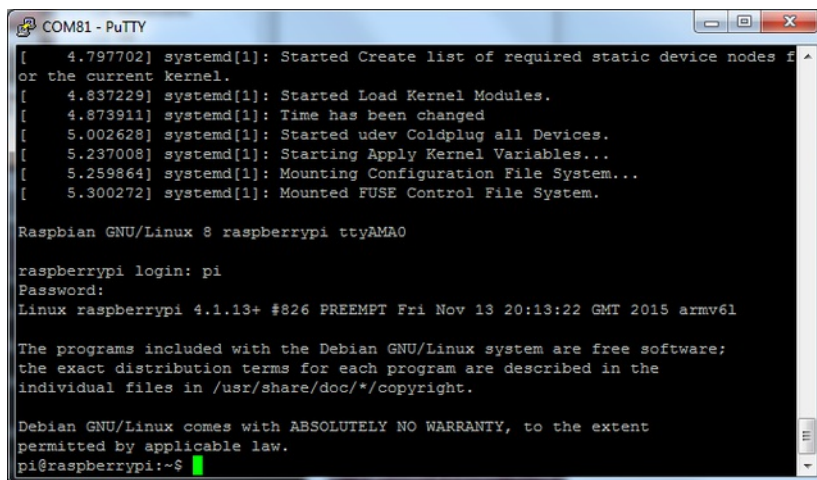 COM81 - PuTTY
[    4.797702] systemd[1]: Started Create list of required static device nodes f
or the current kernel.
[    4.837229] systemd[1]: Started Load Kernel Modules.
[    4.873911] systemd[1]: Time has been changed
[    5.002628] systemd[1]: Started udev Coldplug all Devices.
[    5.237008] systemd[1]: Starting Apply Kernel Variables...
[    5.259864] systemd[1]: Mounting Configuration File System...
[    5.300272] systemd[1]: Mounted FUSE Control File System.
Raspbian GNU/Linux 8 raspberrypi ttyAMA0
raspberrypi login: pi
Password:
Linux raspberrypi 4.1.13+ #826 PREEMPT Fri Nov 13 20:13:22 GMT 2015 armv6l
The programs included with the Debian GNU/Linux system are free software;
the exact distribution terms for each program are described in the
individual files in /usr/share/doc/*/copyright.
Debian GNU/Linux comes with ABSOLUTELY NO WARRANTY, to the extent
permitted by applicable law.
pi@raspberrypi:~$